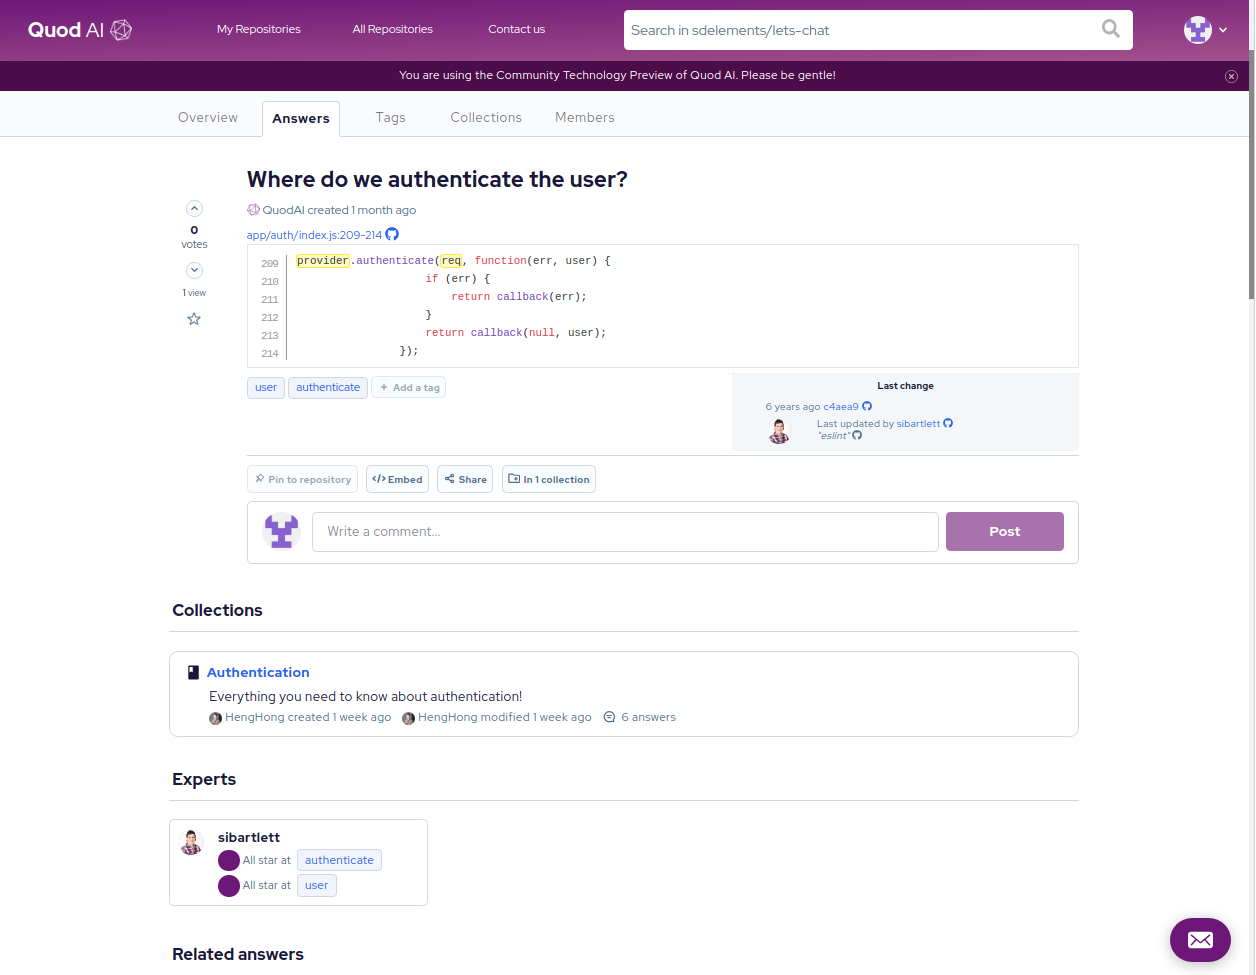 Quod AI
My Repositories
All Repositories
Contact us
Search in sdelements/lets-chat
You are using the Community Technology Preview of Quod AI. Please be gentle!
Overview
Answers
Tags
Collections
Members
Where do we authenticate the user?
QuodAI created 1 month ago
0
votes
1 view
app/auth/index.js:209-214
209 provider.authenticate(req, function(err, user) {
210 if (err) {
211 return callback(err);
212 }
213 return callback(null, user);
214 });
user
authenticate
+ Add a tag
Last change
6 years ago c4aea9
Last updated by sibartlett
"eslint"
Pin to repository
</> Embed
Share
In 1 collection
Write a comment...
Post
Collections
Authentication
Everything you need to know about authentication!
HengHong created 1 week ago HengHong modified 1 week ago 6 answers
Experts
sibartlett
All star at authenticate
All star at user
Related answers